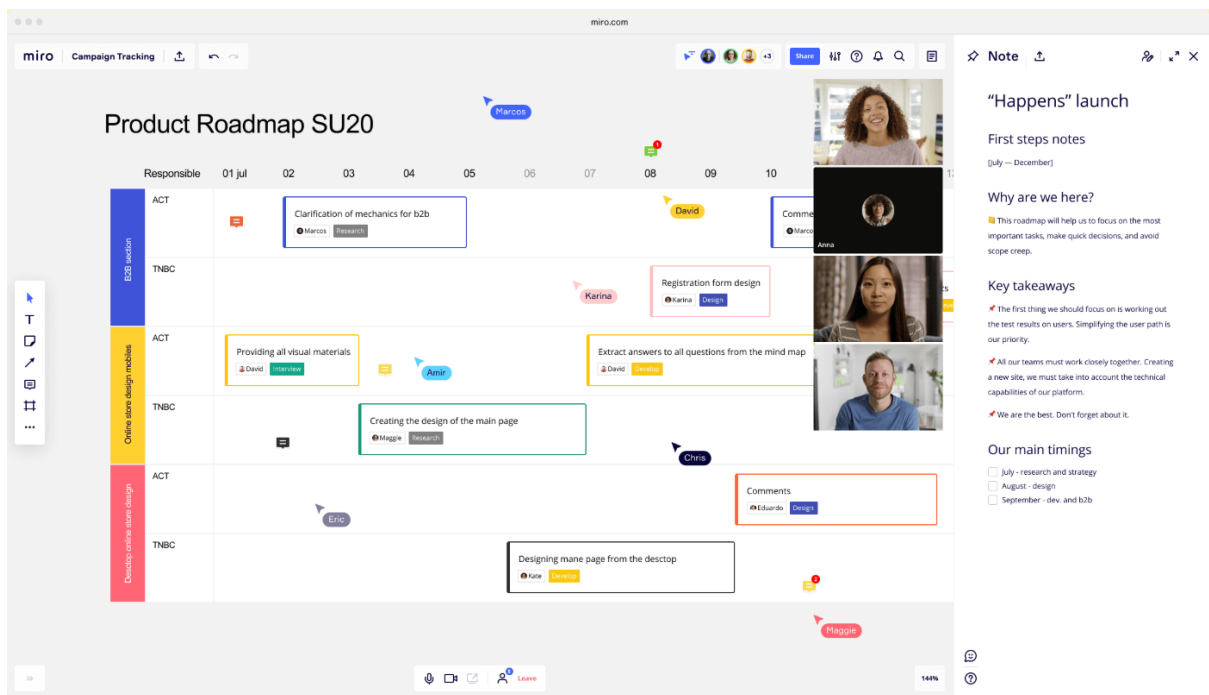 miro.com
miro
Campaign Tracking
+3
Share
Product Roadmap SU20
Marcos
1
Responsible
01 jul
02
03
04
05
06
07
08
09
10
B2B section
ACT
Clarification of mechanics for b2b
Marcos
Research
David
Comme
Marco
TNBC
Karina
Registration form design
Karina
Design
Online store design mobiles
ACT
Providing all visual materials
David
Interview
Amir
Extract answers to all questions from the mind map
David
Develop
TNBC
Creating the design of the main page
Maggie
Research
Chris
Desctop online store design
ACT
Eric
Comments
Eduardo
Design
TNBC
Designing mane page from the desctop
Kate
Develop
2
Maggie
Anna
Leave
144%
Note
“Happens” launch
First steps notes
[July — December]
Why are we here?
This roadmap will help us to focus on the most
important tasks, make quick decisions, and avoid
scope creep.
Key takeaways
The first thing we should focus on is working out
the test results on users. Simplifying the user path is
our priority.
All our teams must work closely together. Creating
a new site, we must take into account the technical
capabilities of our platform.
We are the best. Don't forget about it.
Our main timings
July - research and strategy
August - design
September - dev. and b2b